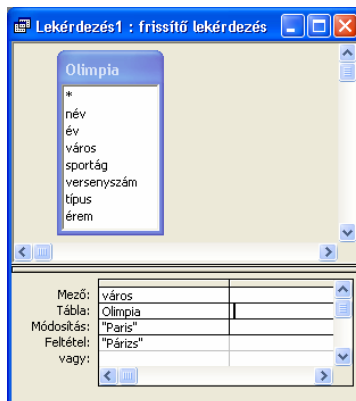 Lekérdezés1 : frissítő lekérdezés
Olimpia
*
név
év
város
sportág
versenyszám
típus
érem
Mező: város
Tábla: Olimpia
Módosítás: "Paris"
Feltétel: "Párizs"
vagy: